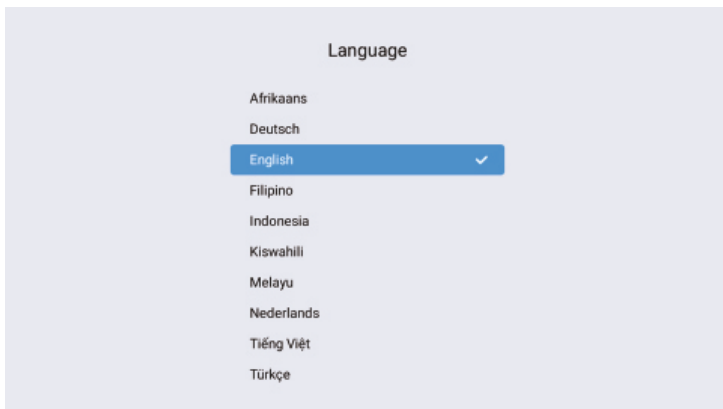 Language
Afrikaans
Deutsch
English
Filipino
Indonesia
Kiswahili
Melayu
Nederlands
Tiếng Việt
Türkçe